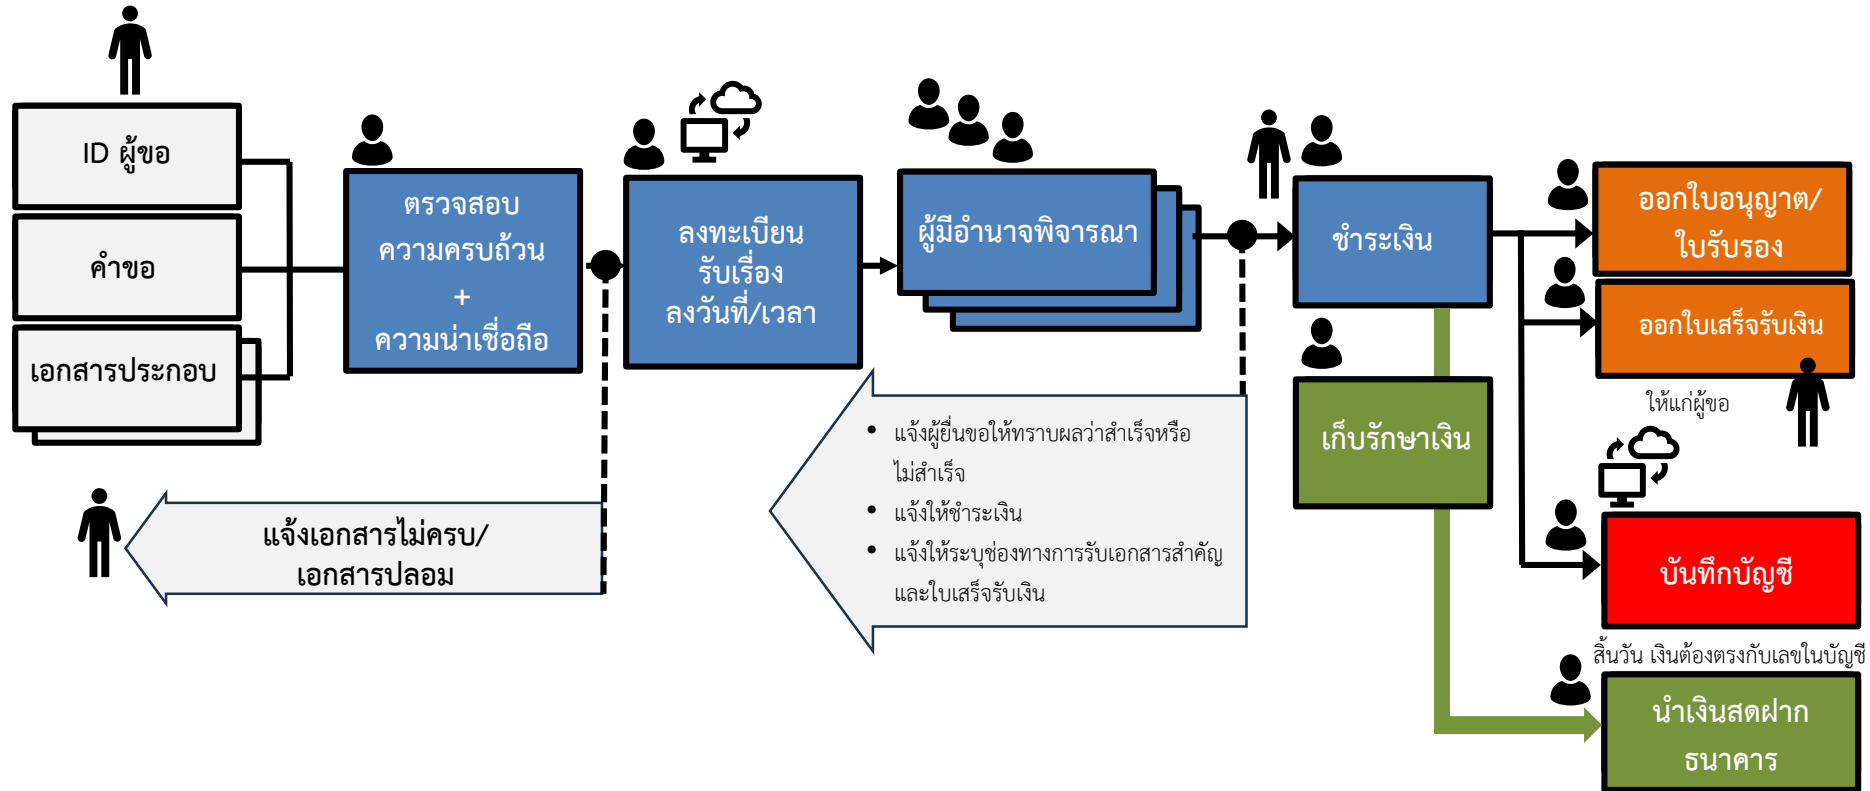 ID ผู้ขอ
คำขอ
เอกสารประกอบ
ตรวจสอบ
ความครบถ้วน
+
ความน่าเชื่อถือ
ลงทะเบียน
รับเรื่อง
ลงวันที่/เวลา
ผู้มีอำนาจพิจารณา
ชำระเงิน
ออกใบอนุญาต/
ใบรับรอง
ออกใบเสร็จรับเงิน
ให้แก่ผู้ขอ
เก็บรักษาเงิน
• แจ้งผู้ยื่นขอให้ทราบผลว่าสำเร็จหรือ
ไม่สำเร็จ
• แจ้งให้ชำระเงิน
• แจ้งให้ระบุช่องทางการรับเอกสารสำคัญ
และใบเสร็จรับเงิน
แจ้งเอกสารไม่ครบ/
เอกสารปลอม
บันทึกบัญชี
สิ้นวัน เงินต้องตรงกับเลขในบัญชี
นำเงินสดฝาก
ธนาคาร